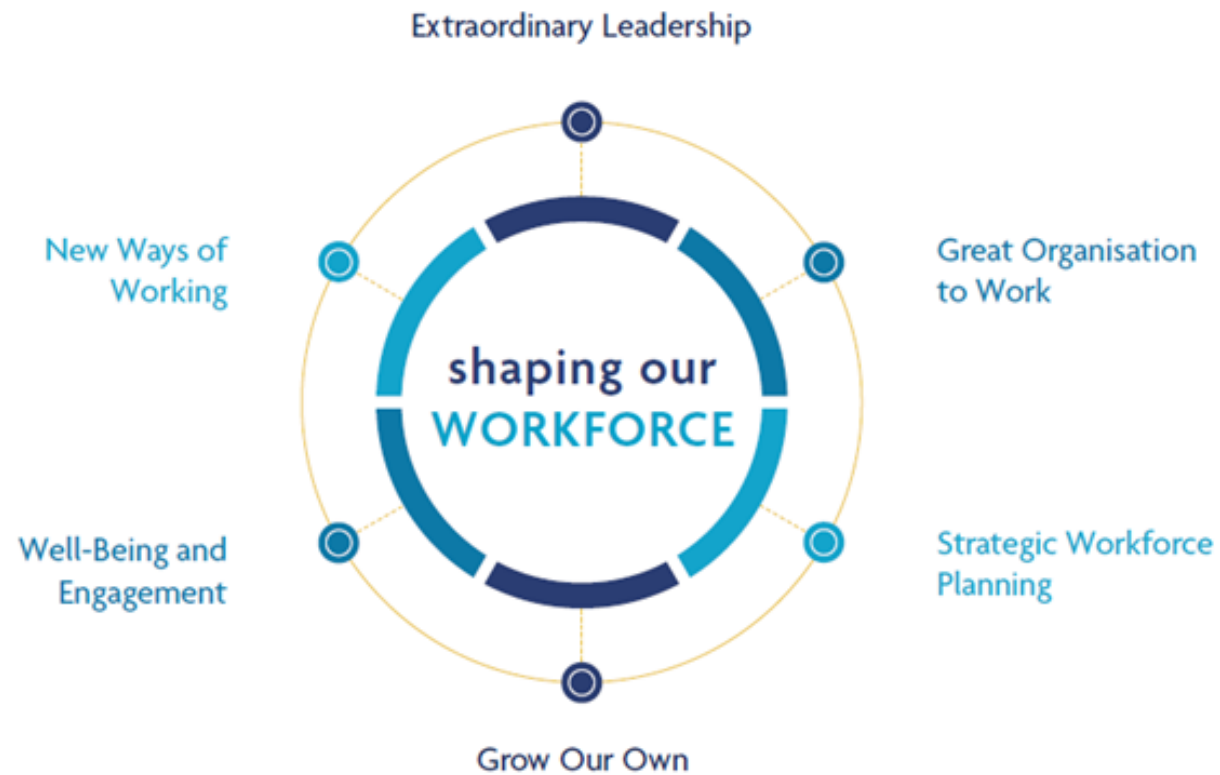 Extraordinary Leadership
New Ways of
Working
Great Organisation
to Work
shaping our
WORKFORCE
Well-Being and
Engagement
Strategic Workforce
Planning
Grow Our Own